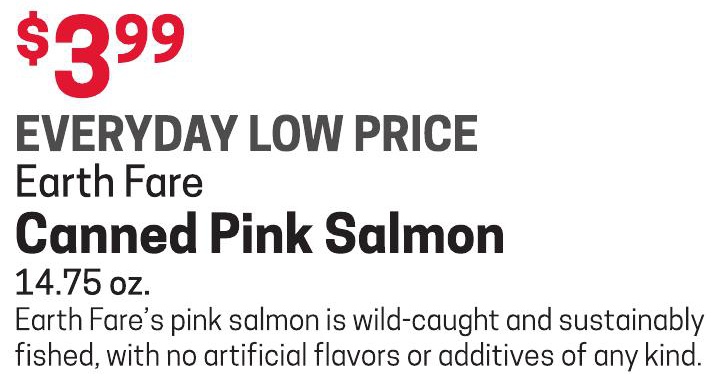 $3.99
EVERYDAY LOW PRICE
Earth Fare
Canned Pink Salmon
14.75 oz.
Earth Fare’s pink salmon is wild-caught and sustainably
fished, with no artificial flavors or additives of any kind.